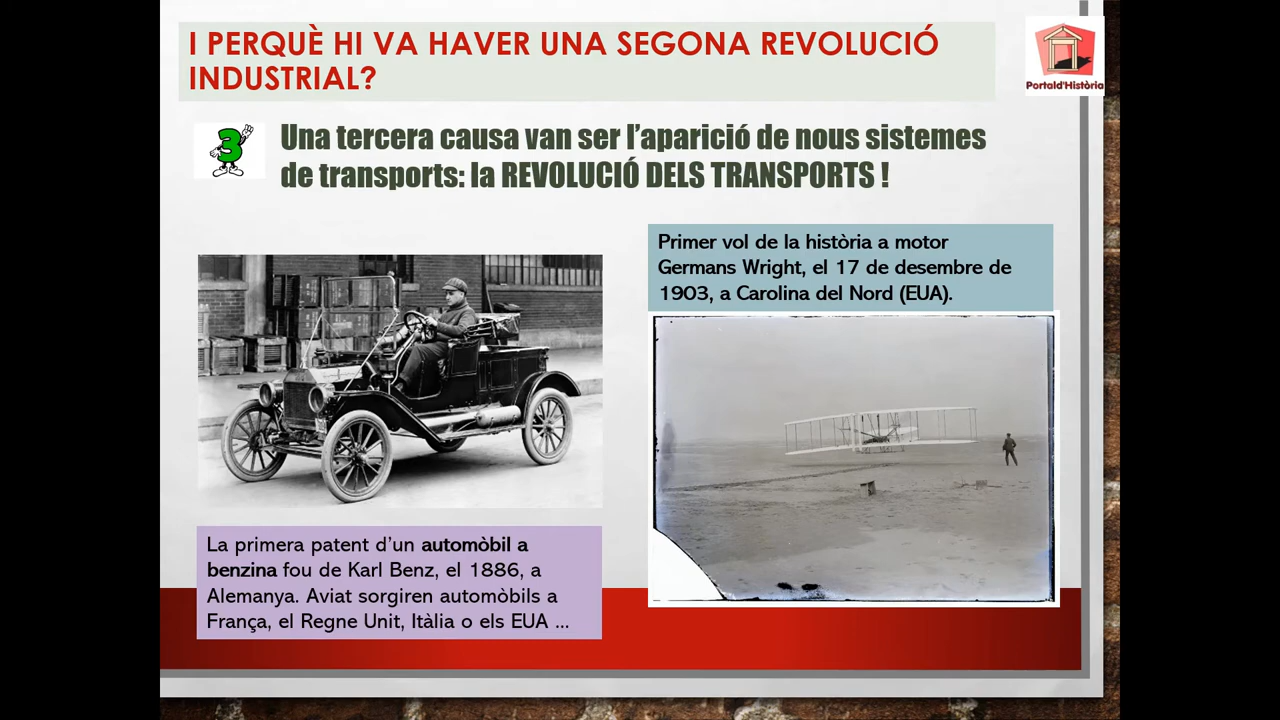 I PERQUÈ HI VA HAVER UNA SEGONA REVOLUCIÓ
INDUSTRIAL?
Portald'Història
3
Una tercera causa van ser l'aparició de nous sistemes
de transports: la REVOLUCIÓ DELS TRANSPORTS !
Primer vol de la història a motor
Germans Wright, el 17 de desembre de
1903, a Carolina del Nord (EUA).
La primera patent d'un automòbil a
benzina fou de Karl Benz, el 1886, a
Alemanya. Aviat sorgiren automòbils a
França, el Regne Unit, Itàlia o els EUA ...